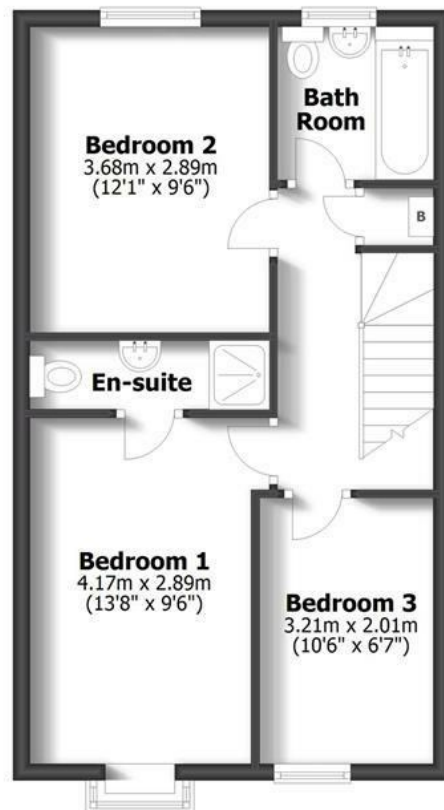 Bath
Room
Bedroom 2
3.68m x 2.89m
(12'1" x 9'6")
B
En-suite
Bedroom 1
4.17m x 2.89m
(13'8" x 9'6")
Bedroom 3
3.21m x 2.01m
(10'6" x 6'7")